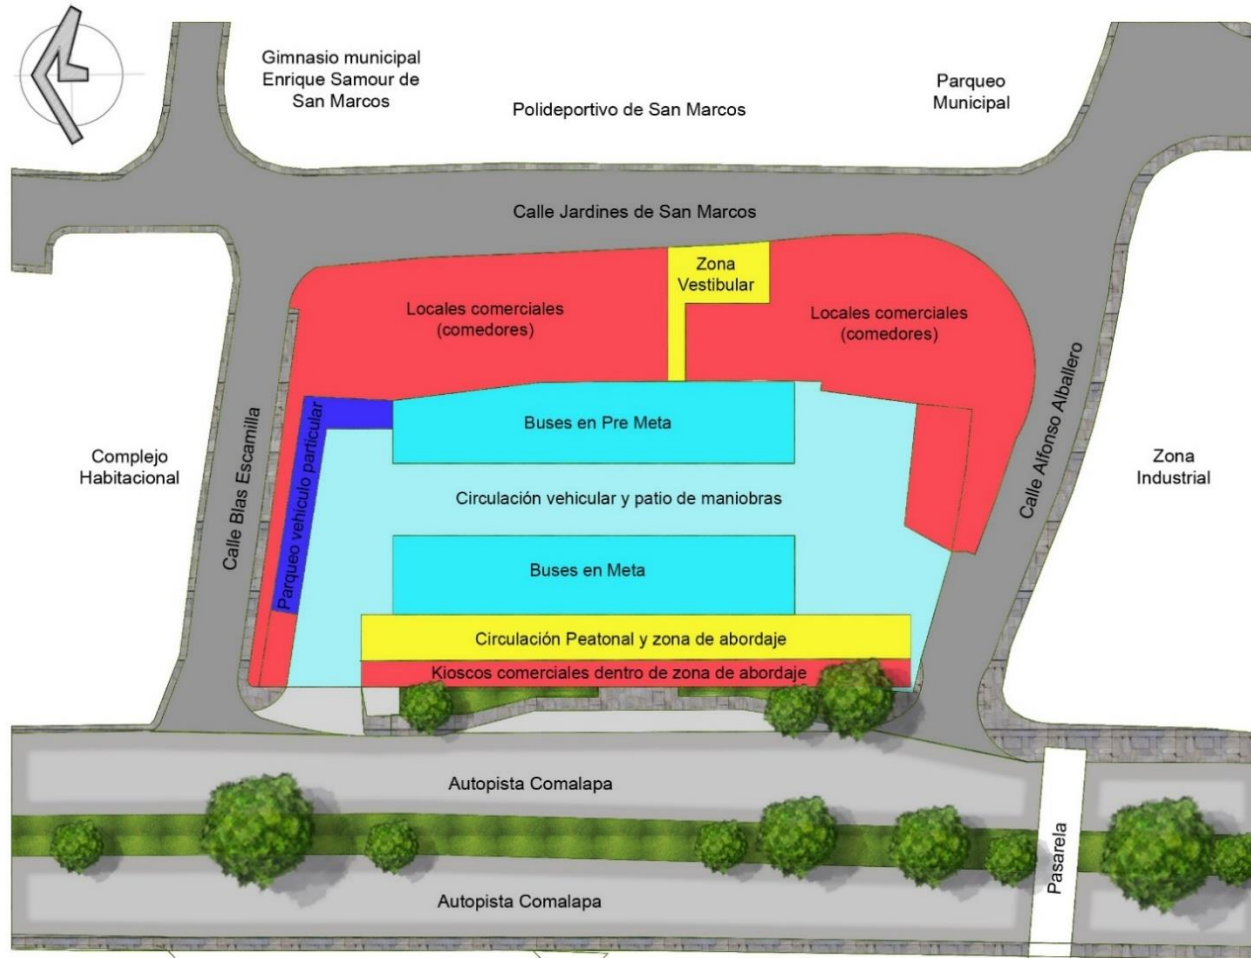 Gimnasio municipal
Enrique Samour de
San Marcos
Polideportivo de San Marcos
Parqueo
Municipal
Calle Jardines de San Marcos
Zona
Vestibular
Locales comerciales
(comedores)
Locales comerciales
(comedores)
Complejo
Habitacional
Calle Blas Escamilla
Parqueo vehículo particular
Buses en Pre Meta
Circulación vehicular y patio de maniobras
Buses en Meta
Circulación Peatonal y zona de abordaje
Kioscos comerciales dentro de zona de abordaje
Calle Alfonso Alballero
Zona
Industrial
Autopista Comalapa
Autopista Comalapa
Pasarela